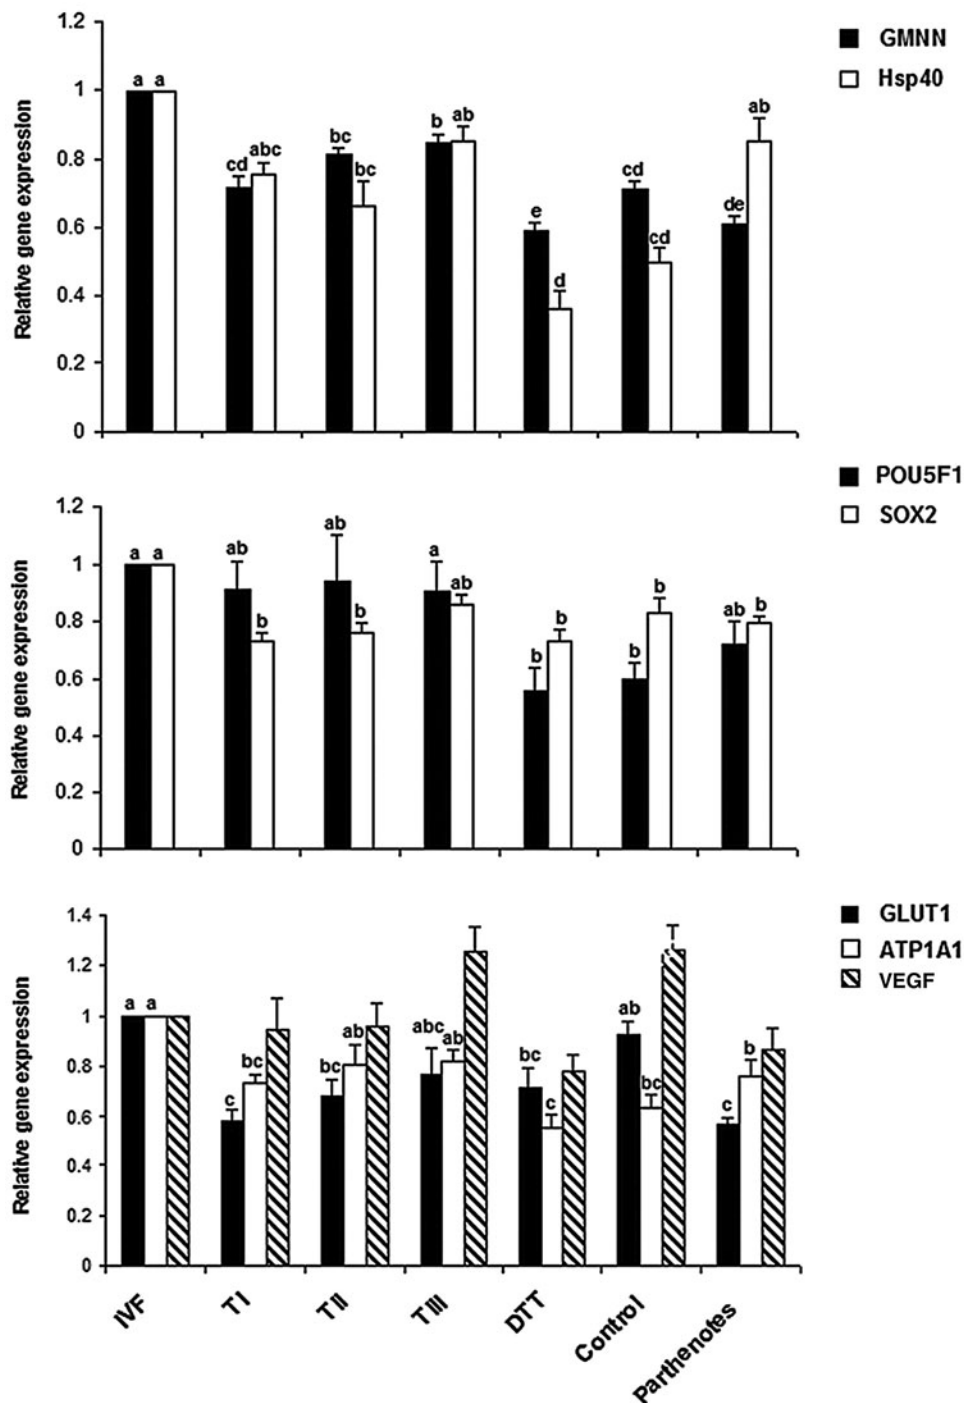 1.2
1
0.8
0.6
0.4
0.2
0
Relative gene expression
a a
cd abc
bc bc
b ab
e d
cd cd
de ab
GMNN
Hsp40
1.2
1
0.8
0.6
0.4
0.2
0
Relative gene expression
a a
ab b
ab b
a ab
b b
b b
ab b
POU5F1
SOX2
1.4
1.2
1
0.8
0.6
0.4
0.2
0
Relative gene expression
a a
c bc
bc ab
abc ab
bc c
ab bc
c b
GLUT1
ATP1A1
VEGF
IVF
TI
TII
TIII
DTT
Control
Parthenotes